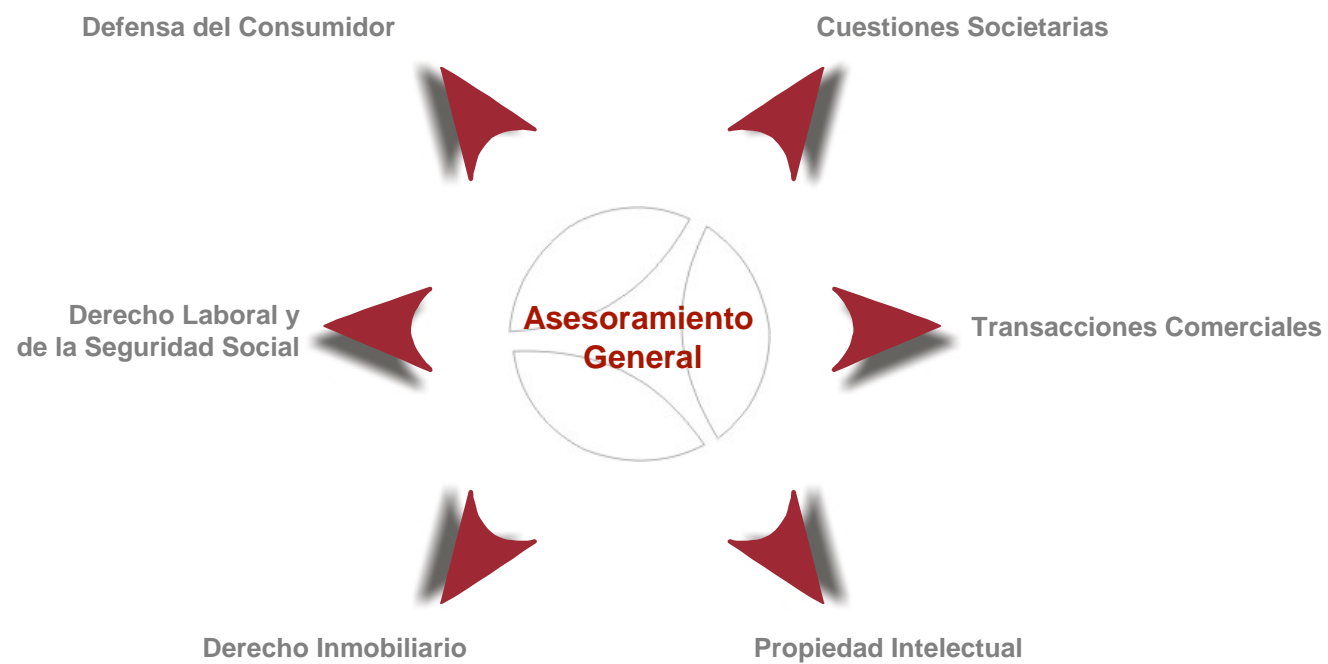 Defensa del Consumidor
Cuestiones Societarias
Derecho Laboral y
de la Seguridad Social
Asesoramiento
General
Transacciones Comerciales
Derecho Inmobiliario
Propiedad Intelectual